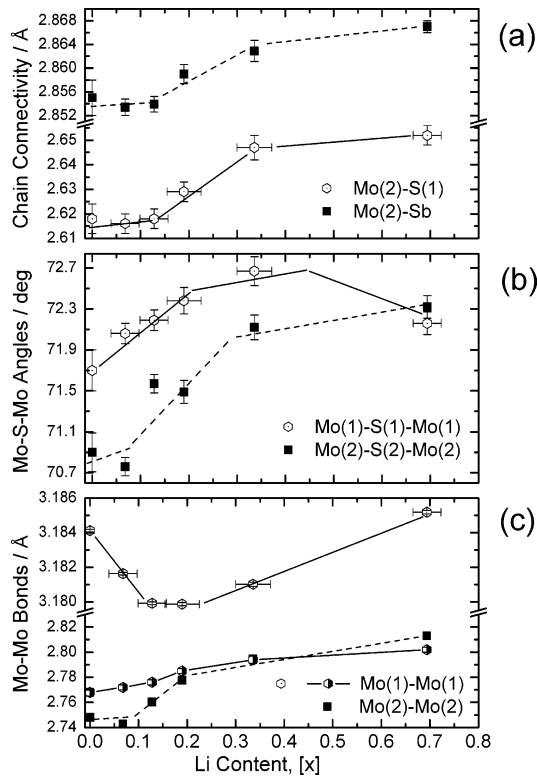 2.868
2.864
2.860
2.856
2.852
2.65
2.64
2.63
2.62
2.61
Chain Connectivity / Å
(a)
Mo(2)-S(1)
Mo(2)-Sb
72.7
72.3
71.9
71.5
71.1
70.7
Mo-S-Mo Angles / deg
(b)
Mo(1)-S(1)-Mo(1)
Mo(2)-S(2)-Mo(2)
3.186
3.184
3.182
3.180
2.82
2.80
2.78
2.76
2.74
Mo-Mo Bonds / Å
(c)
Mo(1)-Mo(1)
Mo(2)-Mo(2)
0.0 0.1 0.2 0.3 0.4 0.5 0.6 0.7 0.8
Li Content, [x]